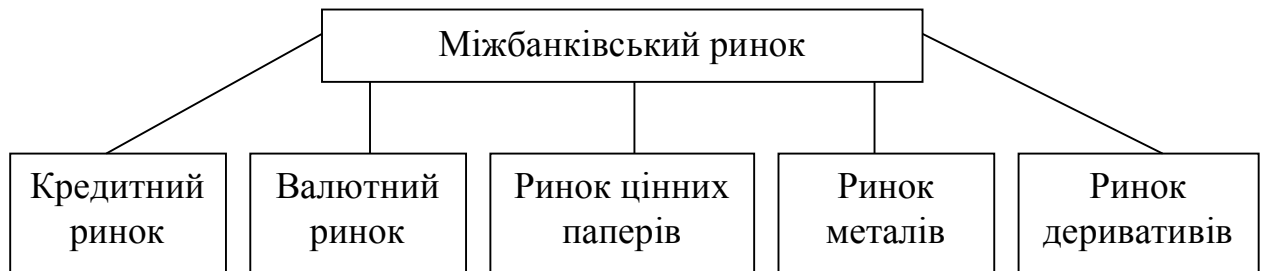 Міжбанківський ринок
Кредитний
ринок
Валютний
ринок
Ринок цінних
паперів
Ринок
металів
Ринок
деривативів